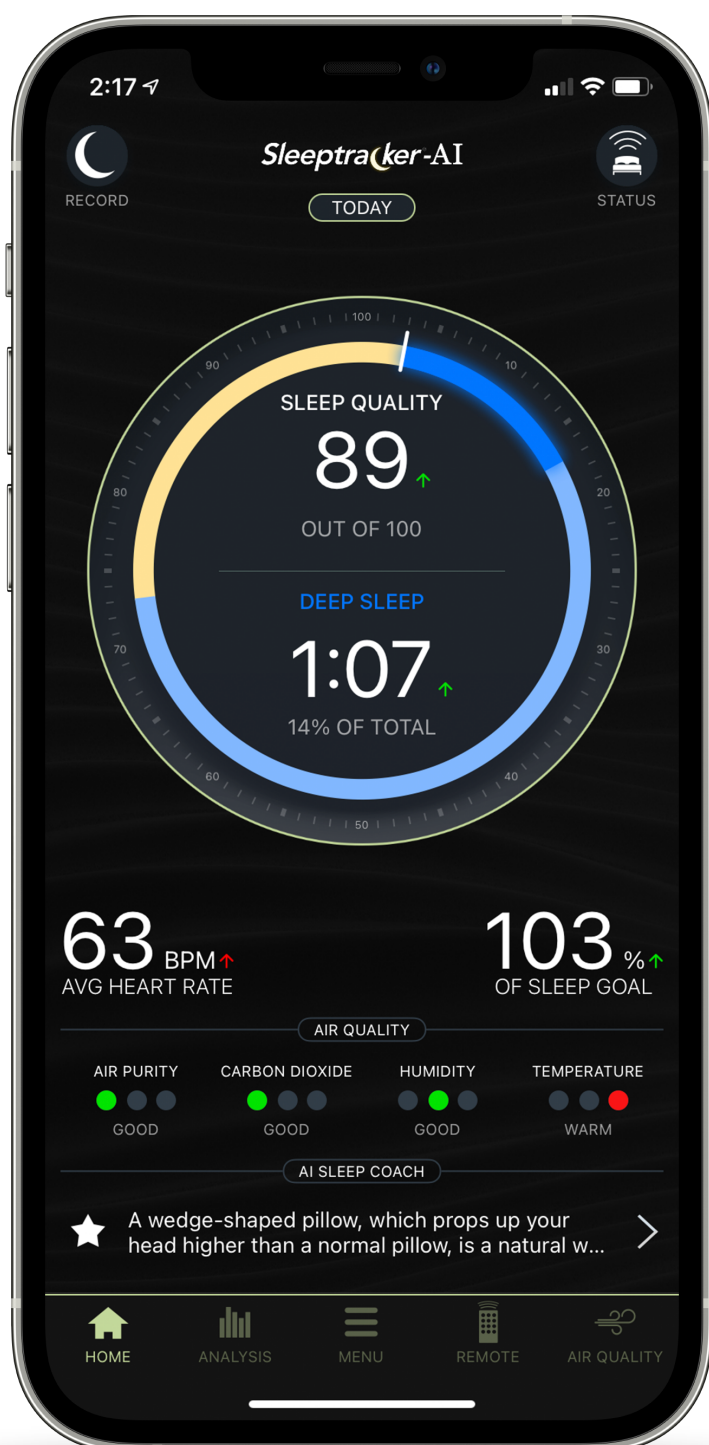 2:17
Sleeptracker-AI
RECORD
TODAY
STATUS
100
90
10
SLEEP QUALITY
89
80
20
OUT OF 100
DEEP SLEEP
70
30
1:07
14% OF TOTAL
60
40
50
63 BPM
AVG HEART RATE
103 %
OF SLEEP GOAL
AIR QUALITY
AIR PURITY
CARBON DIOXIDE
HUMIDITY
TEMPERATURE
GOOD
GOOD
GOOD
WARM
AI SLEEP COACH
A wedge-shaped pillow, which props up your
head higher than a normal pillow, is a natural w...
HOME
ANALYSIS
MENU
REMOTE
AIR QUALITY